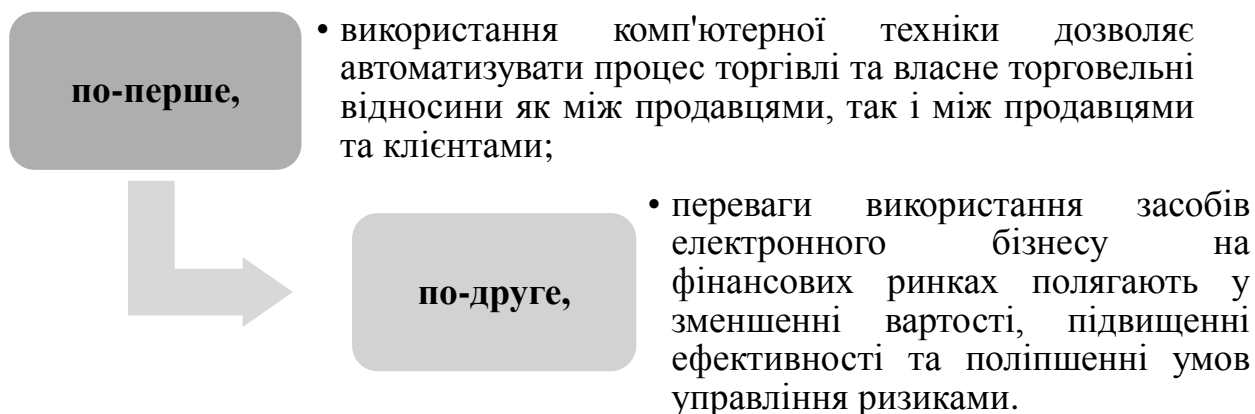 по-перше,
• використання комп'ютерної техніки дозволяє
автоматизувати процес торгівлі та власне торговельні
відносини як між продавцями, так і між продавцями
та клієнтами;
по-друге,
• переваги використання засобів
електронного бізнесу на
фінансових ринках полягають у
зменшенні вартості, підвищенні
ефективності та поліпшенні умов
управління ризиками.